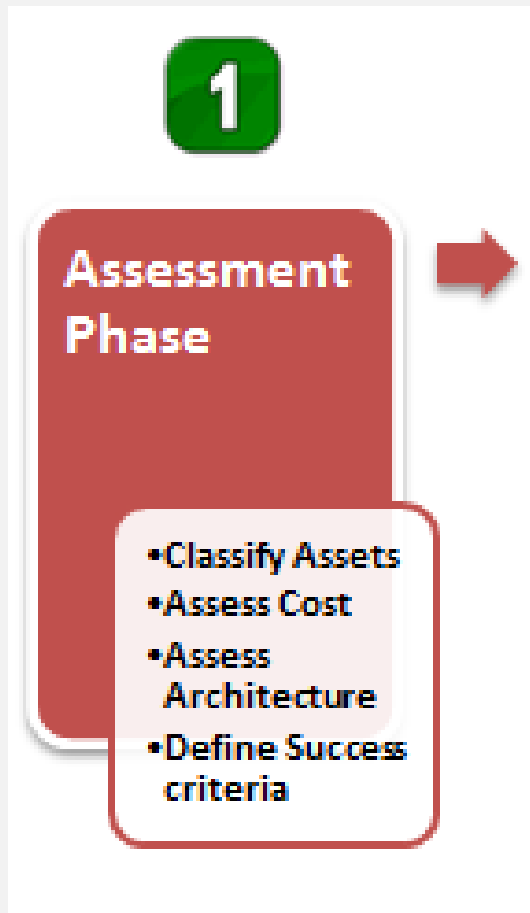 1
Assessment
Phase
•Classify Assets
•Assess Cost
•Assess
Architecture
•Define Success
criteria